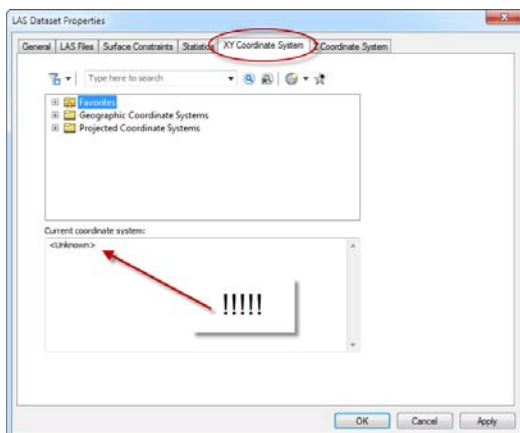 LAS Dataset Properties
General LAS Files Surface Constraints Statistics XY Coordinate System Z Coordinate System
Type here to search
Favorites
Geographic Coordinate Systems
Projected Coordinate Systems
Current coordinate system:
<Unknown>
!!!!!
OK Cancel Apply